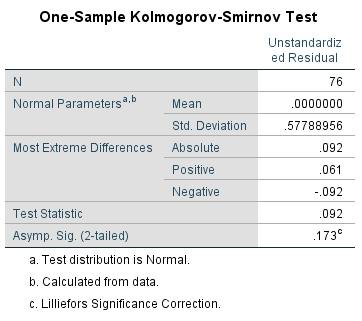 One-Sample Kolmogorov-Smirnov Test
Unstandardiz
ed Residual
N 76
Normal Parametersa,b Mean .0000000
Std. Deviation .57788956
Most Extreme Differences Absolute .092
Positive .061
Negative -.092
Test Statistic .092
Asymp. Sig. (2-tailed) .173c
a. Test distribution is Normal.
b. Calculated from data.
c. Lilliefors Significance Correction.